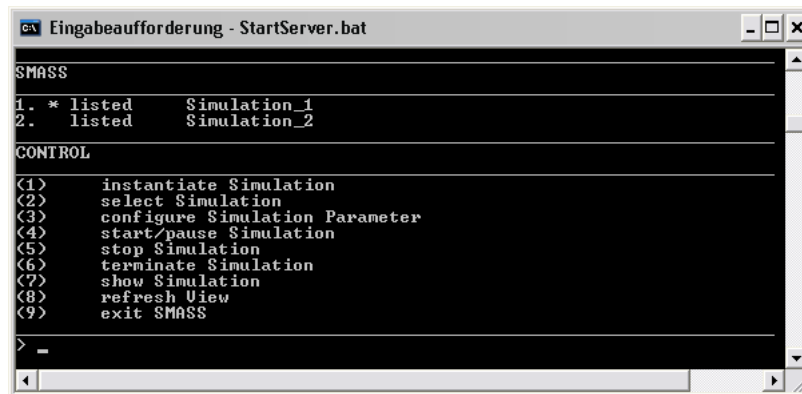 Eingabeaufforderung - StartServer.bat
SMASS
1. * listed Simulation_1
2. listed Simulation_2
CONTROL
(1) instantiate Simulation
(2) select Simulation
(3) configure Simulation Parameter
(4) start/pause Simulation
(5) stop Simulation
(6) terminate Simulation
(7) show Simulation
(8) refresh View
(9) exit SMASS
> _